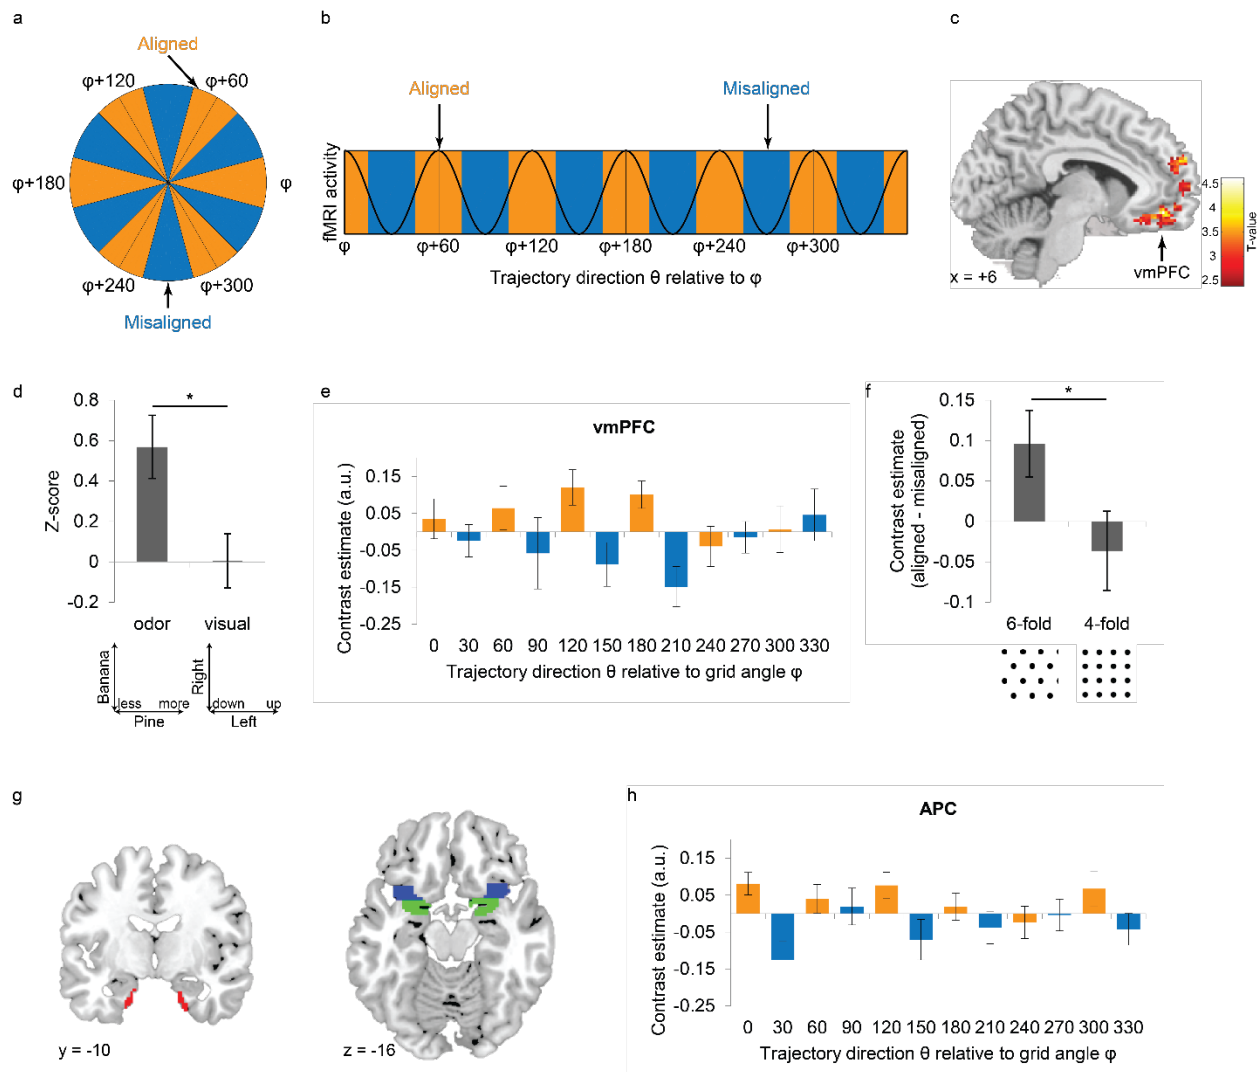 a
Aligned
φ+120
φ+60
φ+180
φ
φ+240
φ+300
Misaligned
b
Aligned
Misaligned
fMRI activity
φ
φ+60
φ+120
φ+180
φ+240
φ+300
Trajectory direction θ relative to φ
c
4.5
4
3.5
3
2.5
T-value
vmPFC
x = +6
d
0.8
0.6
0.4
0.2
0
-0.2
Z-score
*
odor
visual
Banana
less
more
Pine
Right
down
up
Left
e
vmPFC
0.15
0.05
-0.05
-0.15
-0.25
Contrast estimate (a.u.)
0 30 60 90 120 150 180 210 240 270 300 330
Trajectory direction θ relative to grid angle φ
f
0.15
0.1
0.05
0
-0.05
-0.1
Contrast estimate
(aligned - misaligned)
*
6-fold
4-fold
g
y = -10
z = -16
h
APC
0.15
0.05
-0.05
-0.15
-0.25
Contrast estimate (a.u.)
0 30 60 90 120 150 180 210 240 270 300 330
Trajectory direction θ relative to grid angle φ